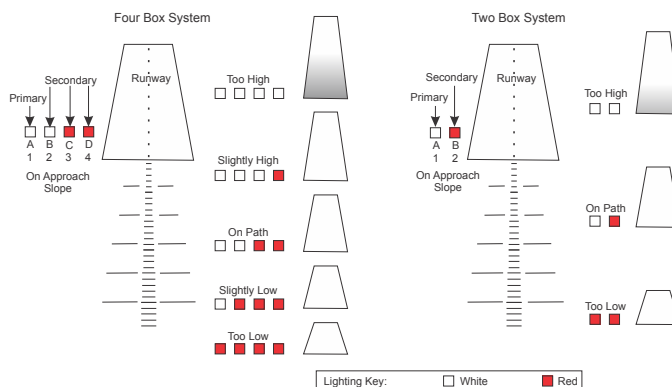 Four Box System
Two Box System
Too High
Runway
Secondary
Primary
A B C D
1 2 3 4
On Approach
Slope
Slightly High
On Path
Slightly Low
Too Low
Runway
Secondary
Primary
A B
1 2
On Approach
Slope
Too High
On Path
Too Low
Lighting Key: White Red